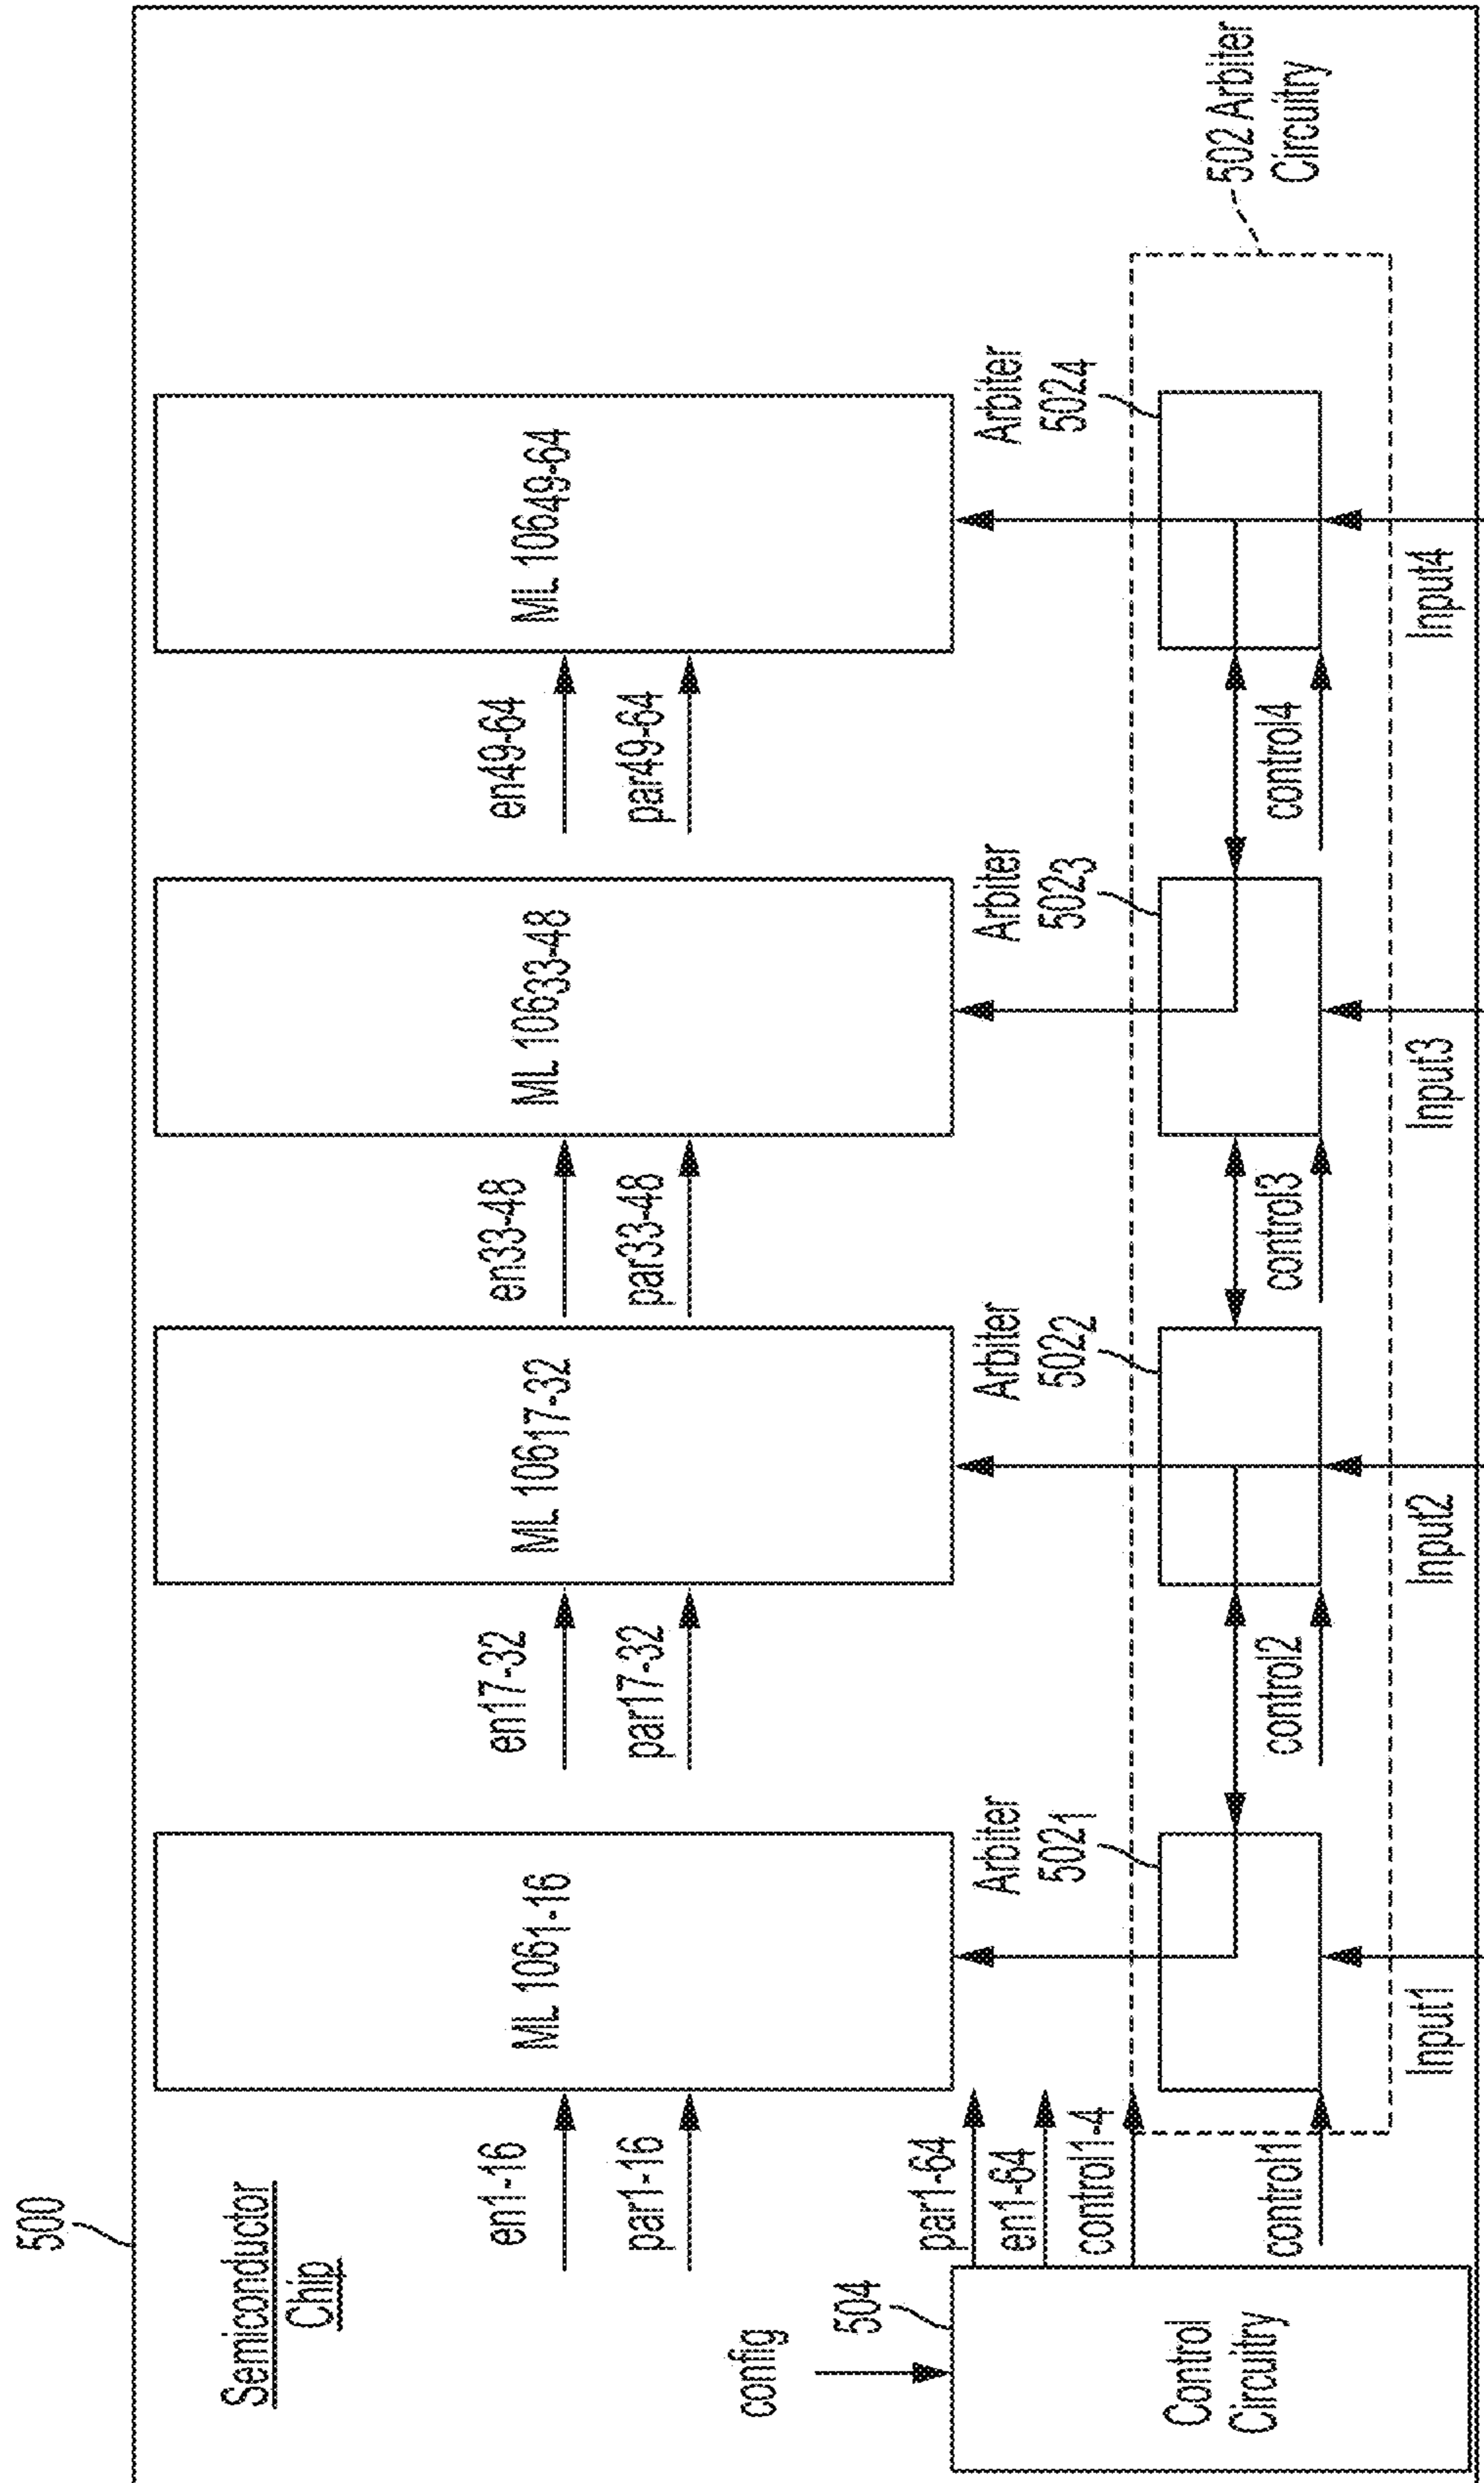 500
Semiconductor
Chip
ML 106₁₋₁₆
ML 106₁₇₋₃₂
ML 106₃₃₋₄₈
ML 106₄₉₋₆₄
en1-16
en17-32
en33-48
en49-64
par1-16
par17-32
par33-48
par49-64
config
504
Control
Circuitry
par1-64
en1-64
control1-4
Arbiter
502₁
Arbiter
502₂
Arbiter
502₃
Arbiter
502₄
502 Arbiter
Circuitry
control1
control2
control3
control4
Input1
Input2
Input3
Input4